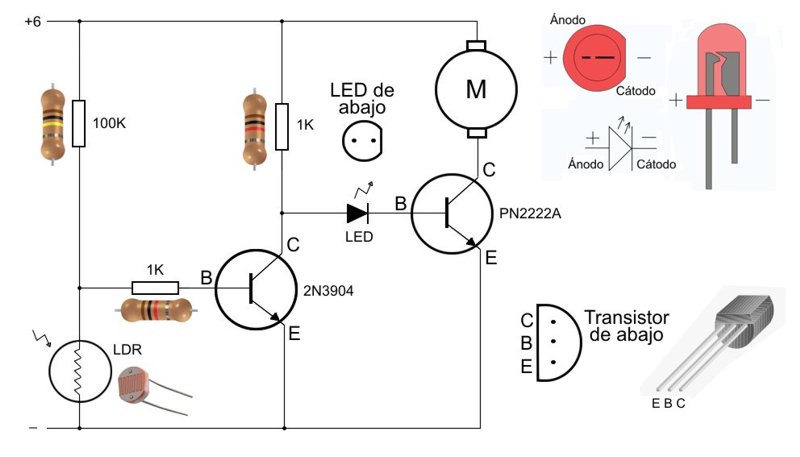 +6
100K
1K
LED de
abajo
M
C
B
PN2222A
LED
E
C
1K
B
2N3904
E
LDR
–
Ánodo
+
–
Cátodo
+
–
+
–
Ánodo
Cátodo
C
B
E
Transistor
de abajo
E B C